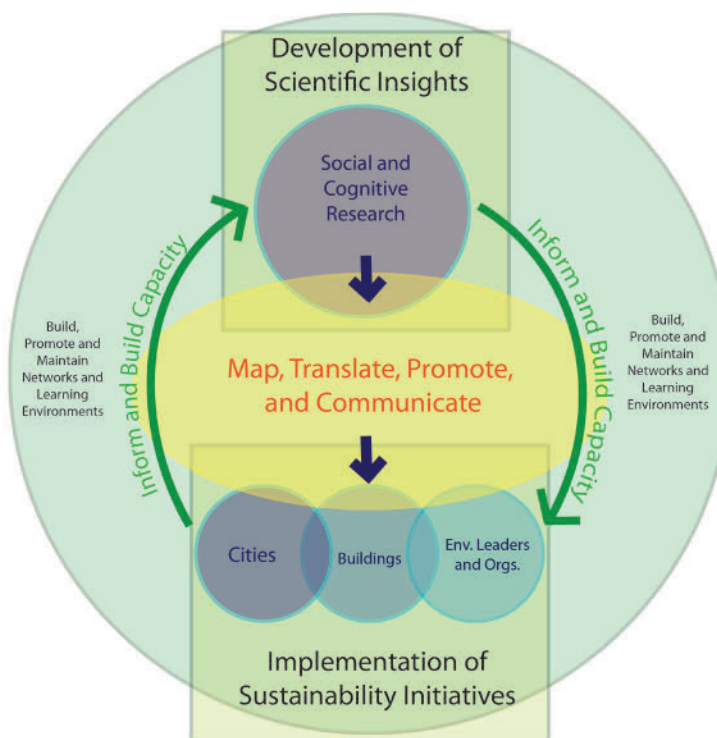 Development of
Scientific Insights
Social and
Cognitive
Research
Inform and Build Capacity
Inform and Build Capacity
Build,
Promote and
Maintain
Networks and
Learning
Environments
Map, Translate, Promote,
and Communicate
Build,
Promote and
Maintain
Networks and
Learning
Environments
Cities
Buildings
Env. Leaders
and Orgs.
Implementation of
Sustainability Initiatives